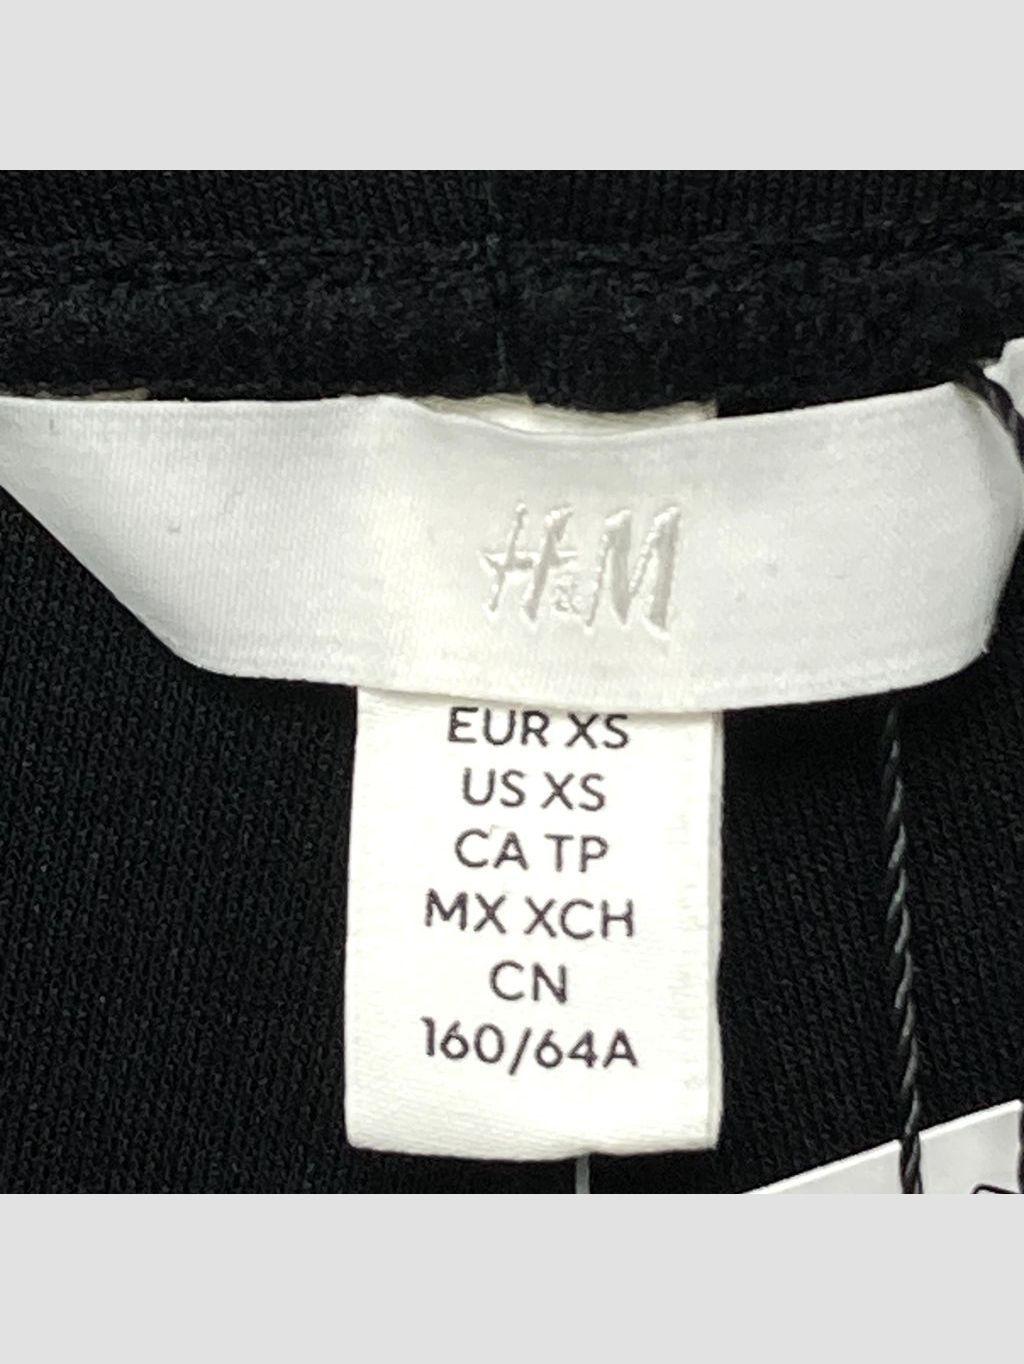 H&M
EUR XS
US XS
CA TP
MX XCH
CN
160/64A